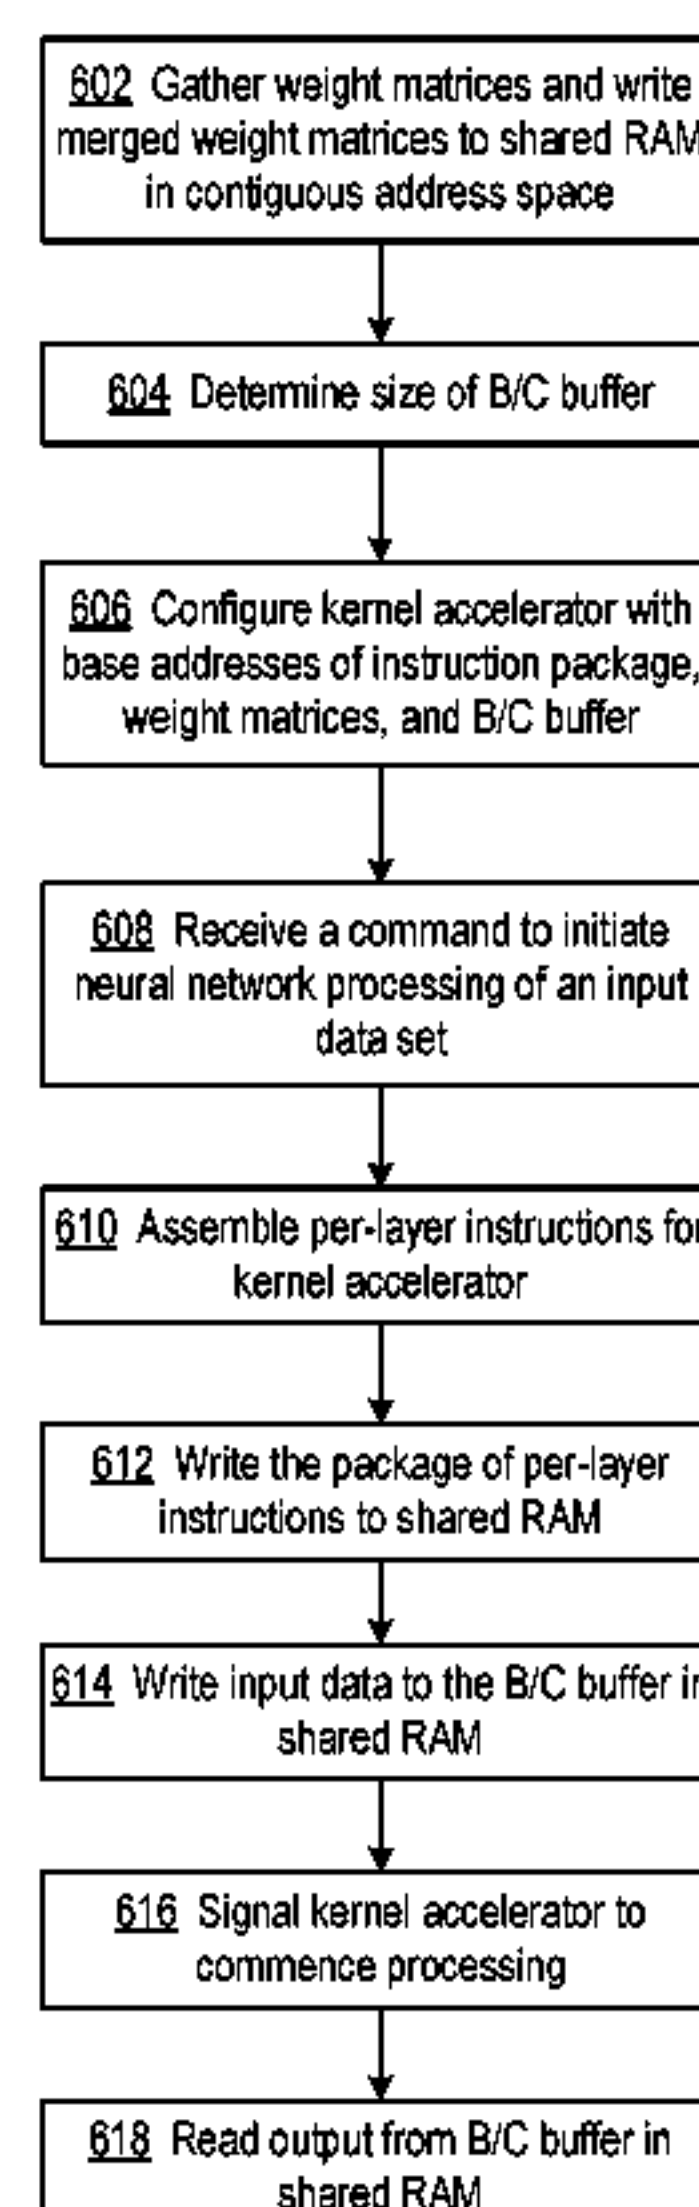 602 Gather weight matrices and write
merged weight matrices to shared RAM
in contiguous address space
604 Determine size of B/C buffer
606 Configure kernel accelerator with
base addresses of instruction package,
weight matrices, and B/C buffer
608 Receive a command to initiate
neural network processing of an input
data set
610 Assemble per-layer instructions for
kernel accelerator
612 Write the package of per-layer
instructions to shared RAM
614 Write input data to the B/C buffer in
shared RAM
616 Signal kernel accelerator to
commence processing
618 Read output from B/C buffer in
shared RAM